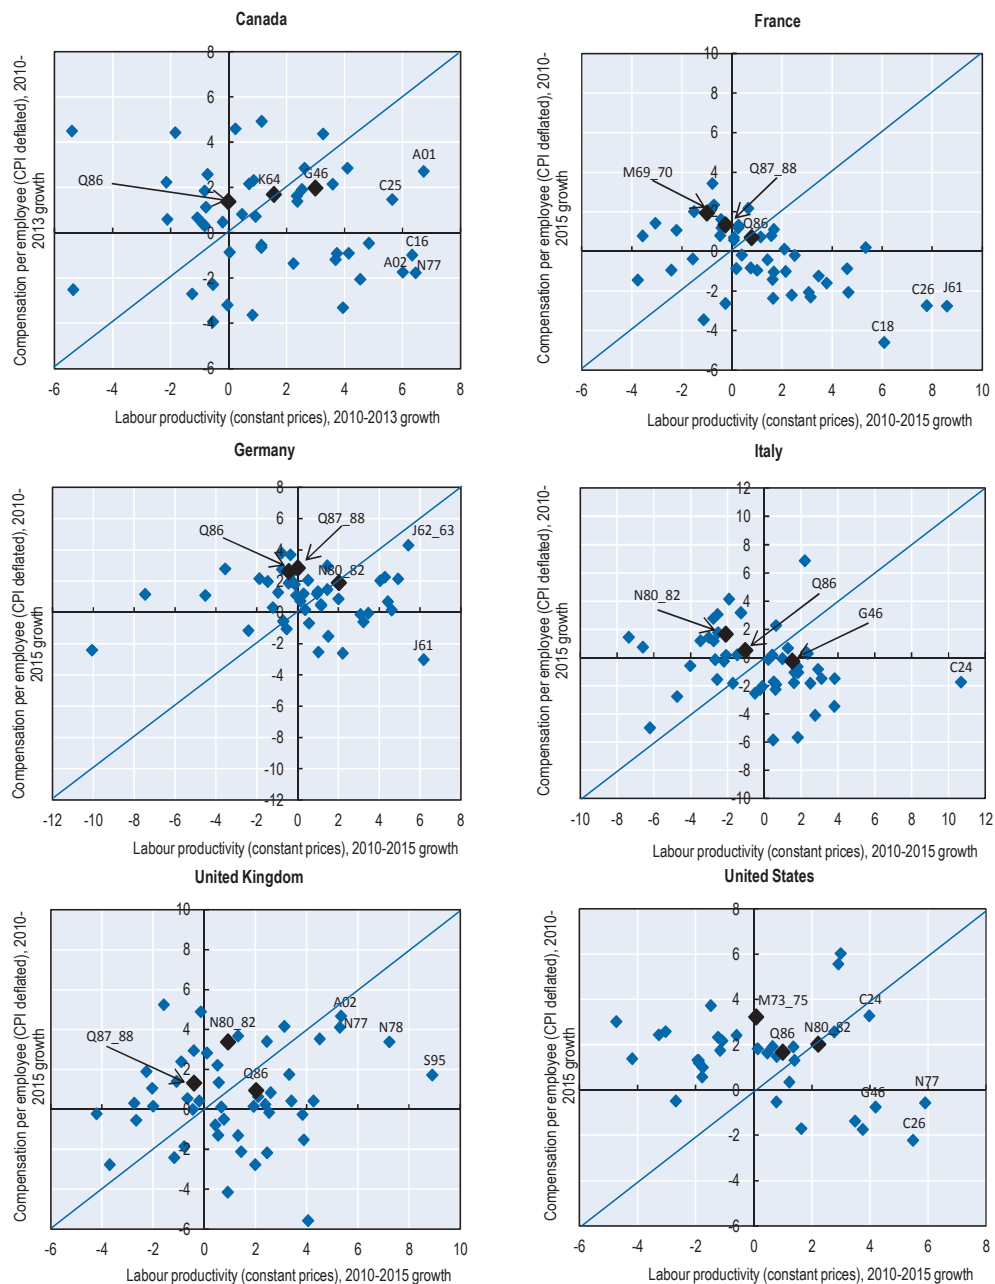 Canada
Compensation per employee (CPI deflated), 2010-
2013 growth
8
6
4
2
0
-2
-4
-6
Q86
K64
G46
A01
C25
C16
A02
N77
-6 -4 -2 0 2 4 6 8
Labour productivity (constant prices), 2010-2013 growth
France
Compensation per employee (CPI deflated), 2010-
2015 growth
10
8
6
4
2
0
-2
-4
-6
M69_70
Q87_88
Q86
C26
J61
C18
-6 -4 -2 0 2 4 6 8 10
Labour productivity (constant prices), 2010-2015 growth
Germany
Compensation per employee (CPI deflated), 2010-
2015 growth
8
6
4
2
0
-2
-4
-6
-8
-10
-12
Q86
Q87_88
J62_63
N80_82
J61
-12 -10 -8 -6 -4 -2 0 2 4 6 8
Labour productivity (constant prices), 2010-2015 growth
Italy
Compensation per employee (CPI deflated), 2010-
2015 growth
12
10
8
6
4
2
0
-2
-4
-6
-8
-10
N80_82
Q86
G46
C24
-10 -8 -6 -4 -2 0 2 4 6 8 10 12
Labour productivity (constant prices), 2010-2015 growth
United Kingdom
Compensation per employee (CPI deflated), 2010-
2015 growth
10
8
6
4
2
0
-2
-4
-6
Q87_88
N80_82
Q86
A02
N77
N78
S95
-6 -4 -2 0 2 4 6 8 10
Labour productivity (constant prices), 2010-2015 growth
United States
Compensation per employee (CPI deflated), 2010-
2015 growth
8
6
4
2
0
-2
-4
-6
M73_75
Q86
N80_82
C24
G46
N77
C26
-6 -4 -2 0 2 4 6 8
Labour productivity (constant prices), 2010-2015 growth